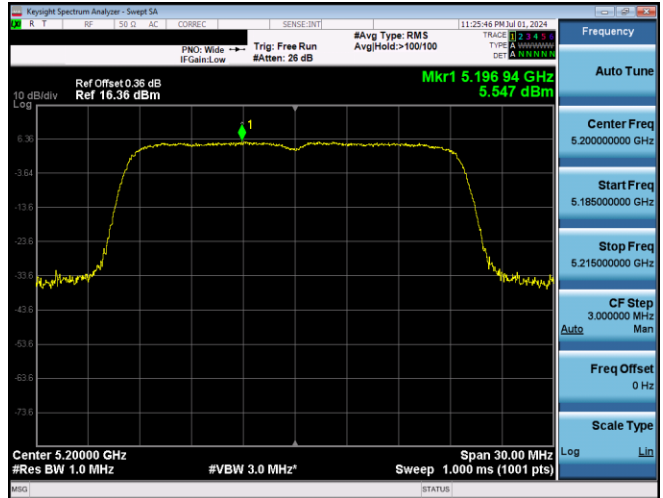 Keysight Spectrum Analyzer - Swept SA
LXI R T RF 50 Ω AC CORREC SENSE:INT 11:25:46 PM Jul 01, 2024
PNO: Wide
IFGain:Low
Trig: Free Run
#Atten: 26 dB
#Avg Type: RMS
Avg|Hold:>100/100
TRACE 1 2 3 4 5 6
TYPE A WWWWW
DET A NNNNN
Mkr1 5.196 94 GHz
5.547 dBm
Ref Offset 0.36 dB
10 dB/div Ref 16.36 dBm
Log
1
6.36
-3.64
-13.6
-23.6
-33.6
-43.6
-53.6
-63.6
-73.6
Center 5.20000 GHz Span 30.00 MHz
#Res BW 1.0 MHz #VBW 3.0 MHz* Sweep 1.000 ms (1001 pts)
MSG STATUS
Frequency
Auto Tune
Center Freq
5.200000000 GHz
Start Freq
5.185000000 GHz
Stop Freq
5.215000000 GHz
CF Step
3.000000 MHz
Auto Man
Freq Offset
0 Hz
Scale Type
Log Lin